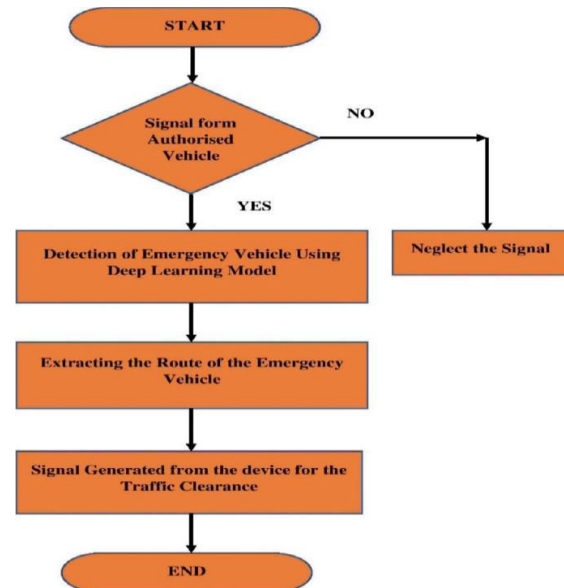 START
Signal form
Authorised
Vehicle
NO
YES
Detection of Emergency Vehicle Using
Deep Learning Model
Neglect the Signal
Extracting the Route of the Emergency
Vehicle
Signal Generated from the device for the
Traffic Clearance
END